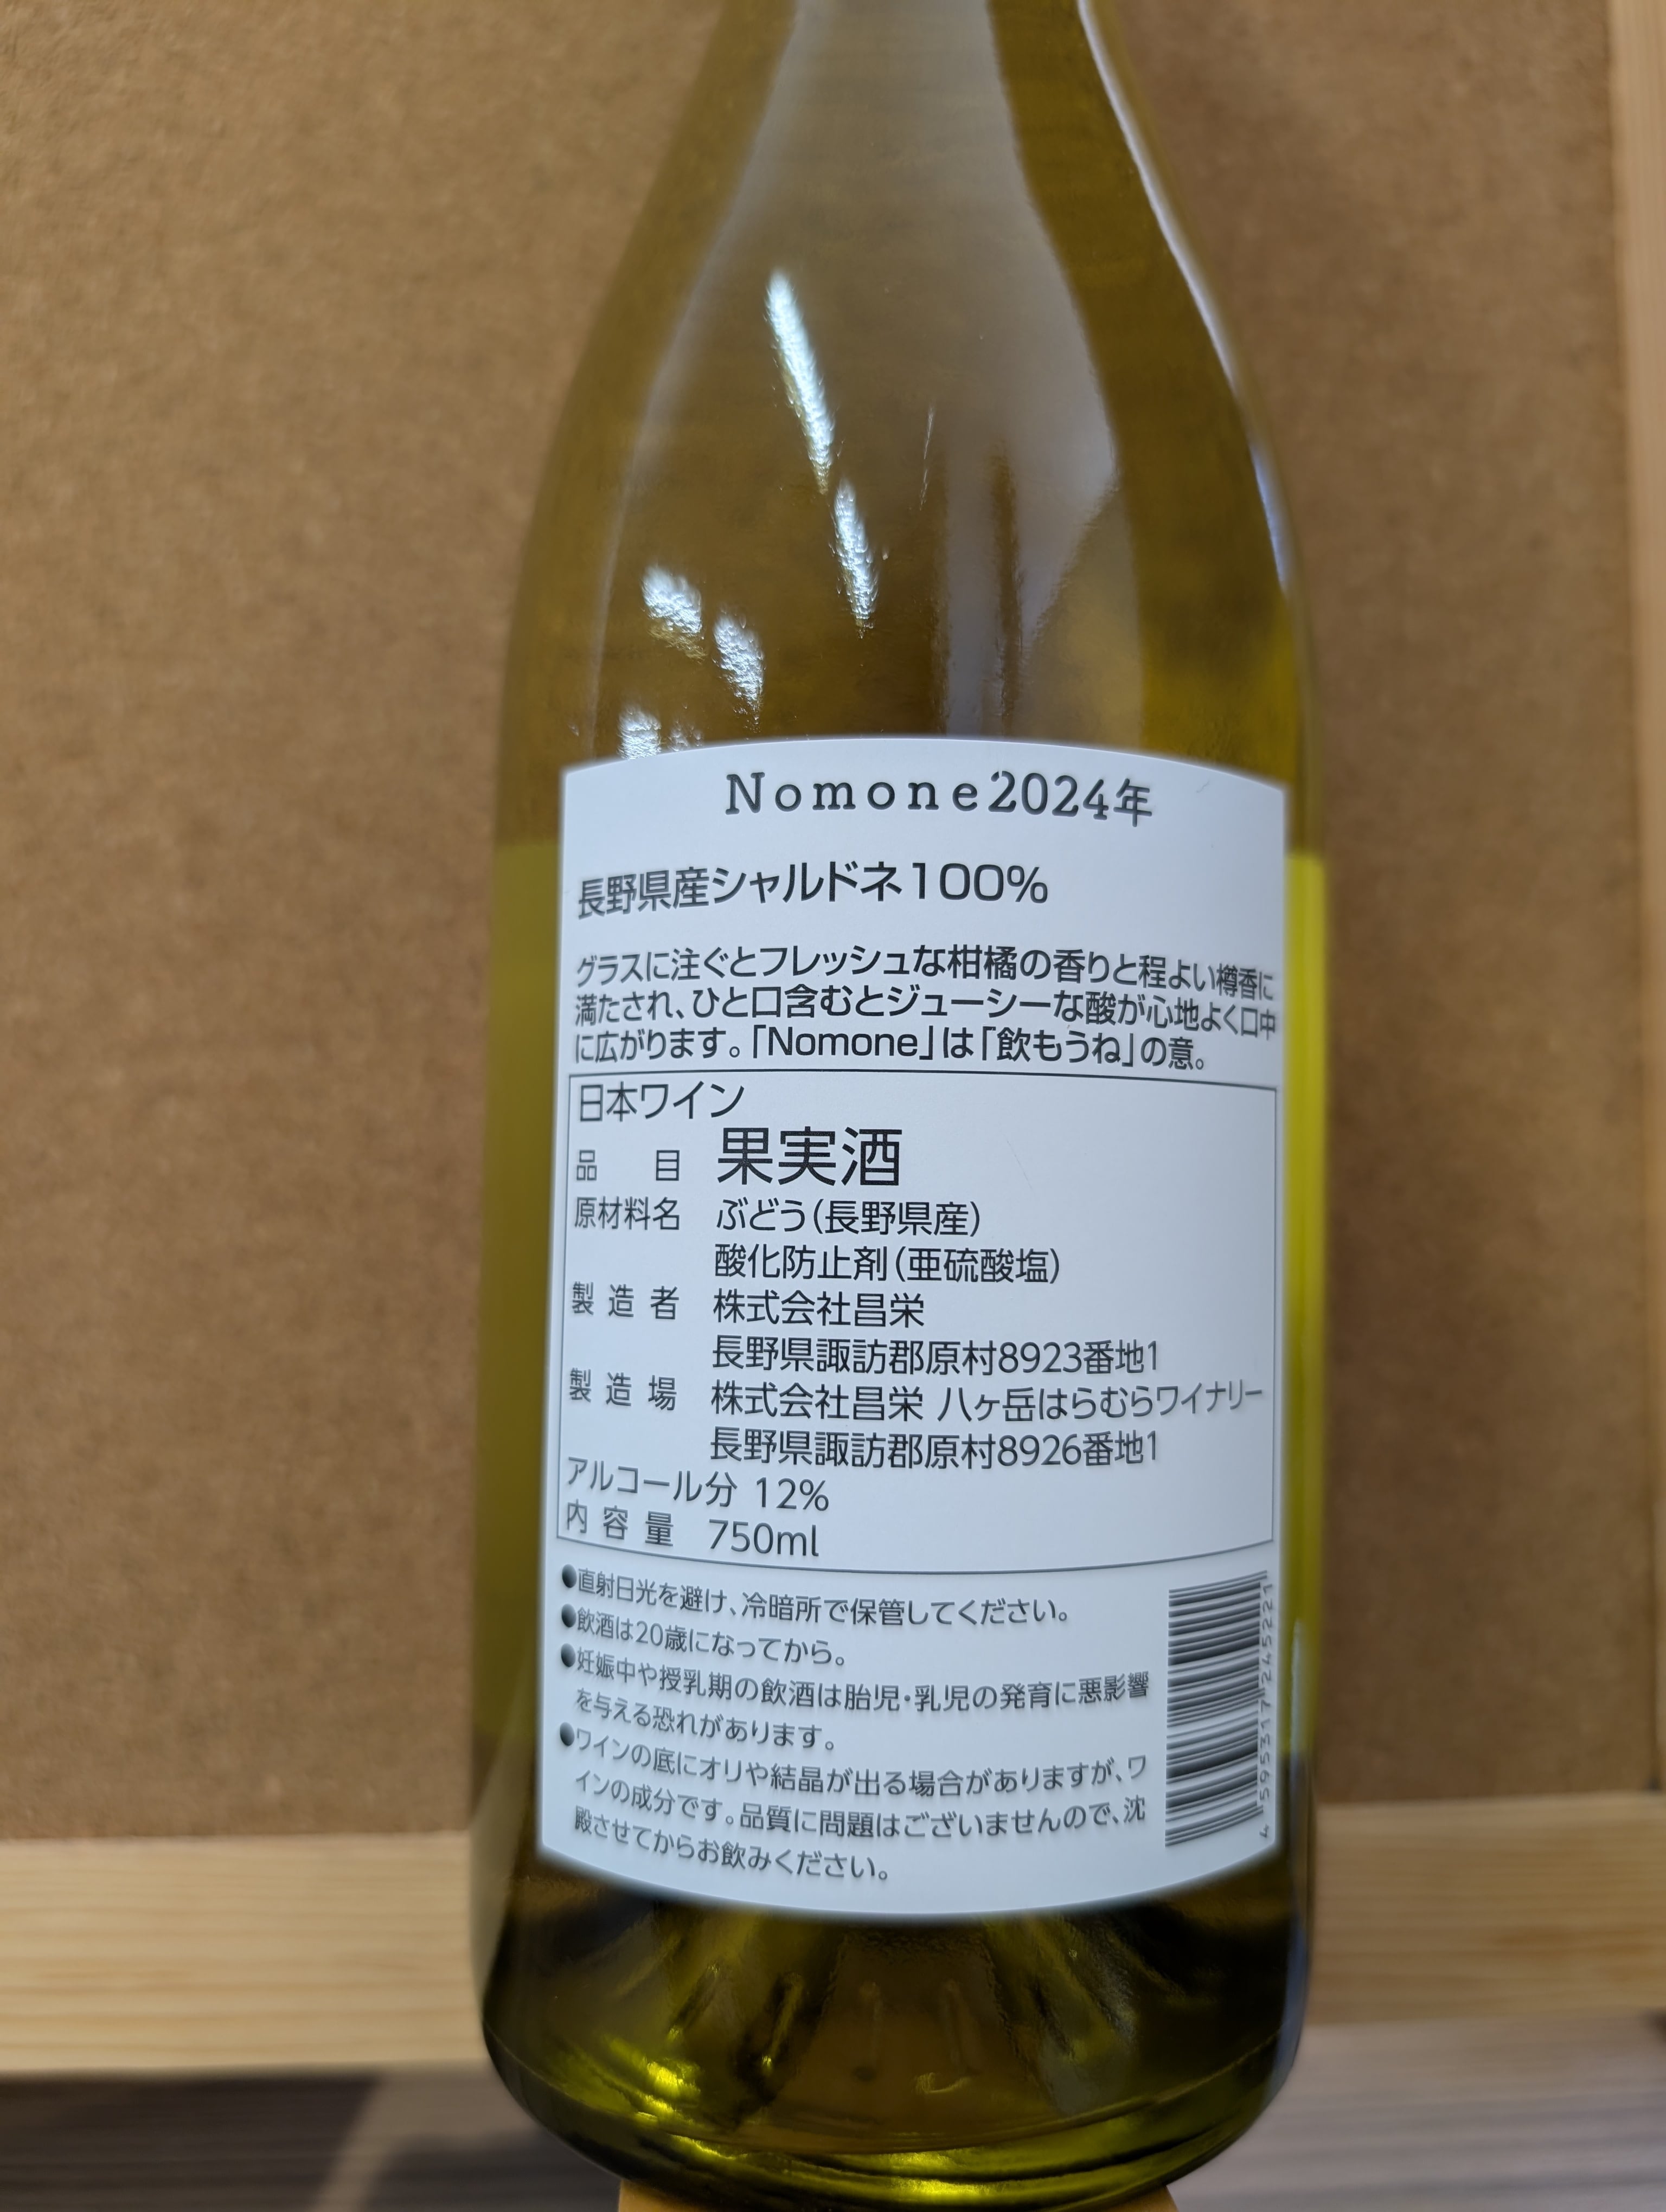 Nomone2024年
長野県産シャルドネ100%
グラスに注ぐとフレッシュな柑橘の香りと程よい樽香に
満たされ、ひと口含むとジューシーな酸が心地よく口中
に広がります。「Nomone」は「飲もうね」の意。
日本ワイン
品目 果実酒
原材料名 ぶどう(長野県産)
酸化防止剤(亜硫酸塩)
製造者 株式会社昌栄
長野県諏訪郡原村8923番地1
製造場 株式会社昌栄 八ヶ岳はらむらワイナリー
長野県諏訪郡原村8926番地1
アルコール分 12%
内容量 750ml
●直射日光を避け、冷暗所で保管してください。
●飲酒は20歳になってから。
●妊娠中や授乳期の飲酒は胎児・乳児の発育に悪影響
を与える恐れがあります。
●ワインの底にオリや結晶が出る場合がありますが、ワ
インの成分です。品質に問題はございませんので、沈
殿させてからお飲みください。
4 595317 245221